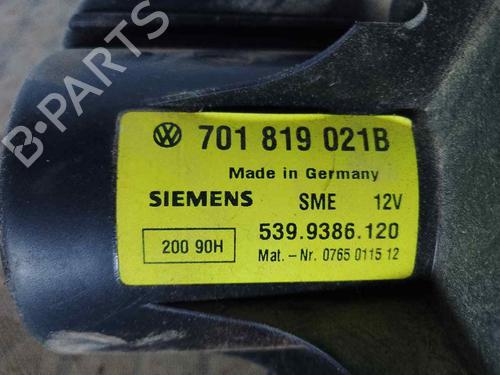 701 819 021B
Made in Germany
SIEMENS SME 12V
539.9386.120
200 90H
Mat.-Nr. 0765 0115 12
B-PARTS